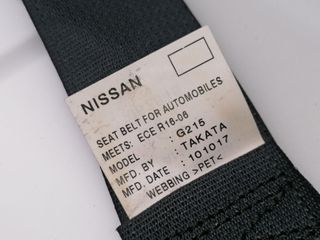 NISSAN
SEAT BELT FOR AUTOMOBILES
MEETS: ECE R16-06
MODEL : G215
MFD. BY : TAKATA
MFD. DATE : 101017
WEBBING >PET<